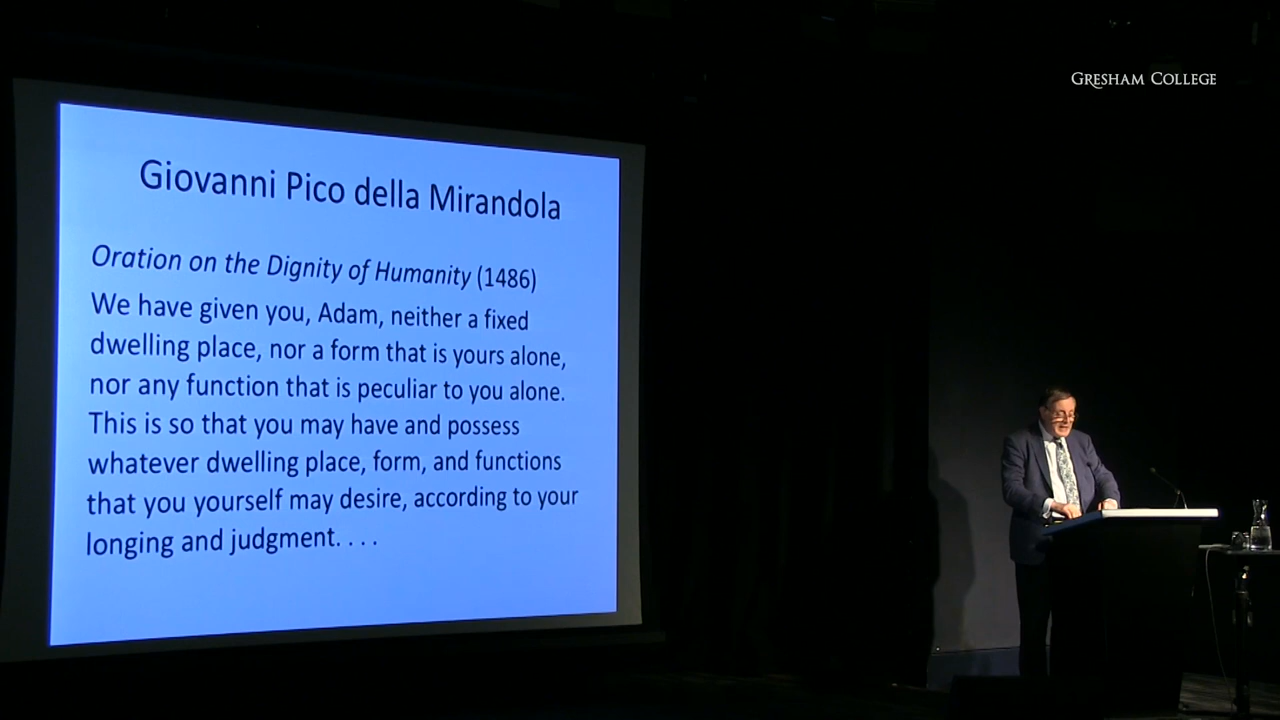 GRESHAM COLLEGE
Giovanni Pico della Mirandola
Oration on the Dignity of Humanity (1486)
We have given you, Adam, neither a fixed
dwelling place, nor a form that is yours alone,
nor any function that is peculiar to you alone.
This is so that you may have and possess
whatever dwelling place, form, and functions
that you yourself may desire, according to your
longing and judgment. . . .